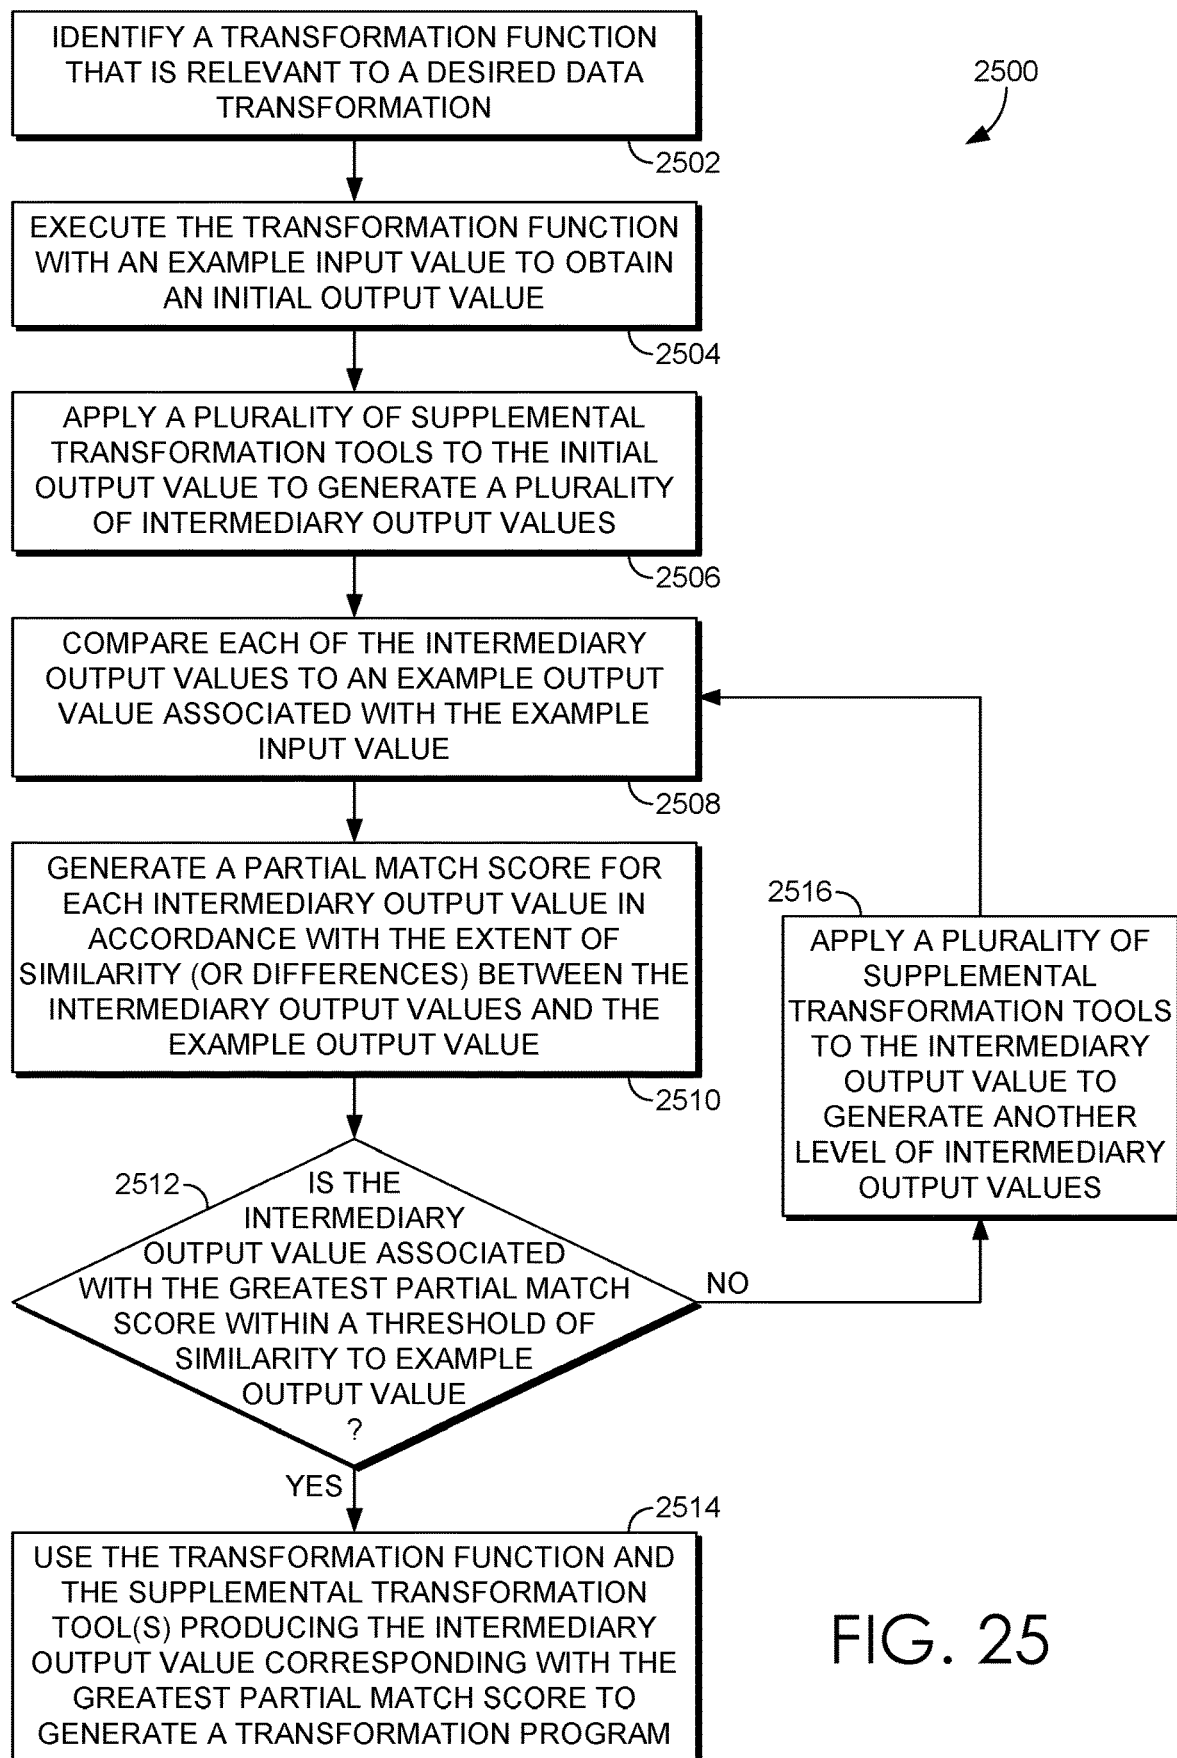 IDENTIFY A TRANSFORMATION FUNCTION
THAT IS RELEVANT TO A DESIRED DATA
TRANSFORMATION
2500
2502
EXECUTE THE TRANSFORMATION FUNCTION
WITH AN EXAMPLE INPUT VALUE TO OBTAIN
AN INITIAL OUTPUT VALUE
2504
APPLY A PLURALITY OF SUPPLEMENTAL
TRANSFORMATION TOOLS TO THE INITIAL
OUTPUT VALUE TO GENERATE A PLURALITY
OF INTERMEDIARY OUTPUT VALUES
2506
COMPARE EACH OF THE INTERMEDIARY
OUTPUT VALUES TO AN EXAMPLE OUTPUT
VALUE ASSOCIATED WITH THE EXAMPLE
INPUT VALUE
2508
GENERATE A PARTIAL MATCH SCORE FOR
EACH INTERMEDIARY OUTPUT VALUE IN
ACCORDANCE WITH THE EXTENT OF
SIMILARITY (OR DIFFERENCES) BETWEEN THE
INTERMEDIARY OUTPUT VALUES AND THE
EXAMPLE OUTPUT VALUE
2510
2516
APPLY A PLURALITY OF
SUPPLEMENTAL
TRANSFORMATION TOOLS
TO THE INTERMEDIARY
OUTPUT VALUE TO
GENERATE ANOTHER
LEVEL OF INTERMEDIARY
OUTPUT VALUES
2512
IS THE
INTERMEDIARY
OUTPUT VALUE ASSOCIATED
WITH THE GREATEST PARTIAL MATCH
SCORE WITHIN A THRESHOLD OF
SIMILARITY TO EXAMPLE
OUTPUT VALUE
?
NO
YES
2514
USE THE TRANSFORMATION FUNCTION AND
THE SUPPLEMENTAL TRANSFORMATION
TOOL(S) PRODUCING THE INTERMEDIARY
OUTPUT VALUE CORRESPONDING WITH THE
GREATEST PARTIAL MATCH SCORE TO
GENERATE A TRANSFORMATION PROGRAM
FIG. 25